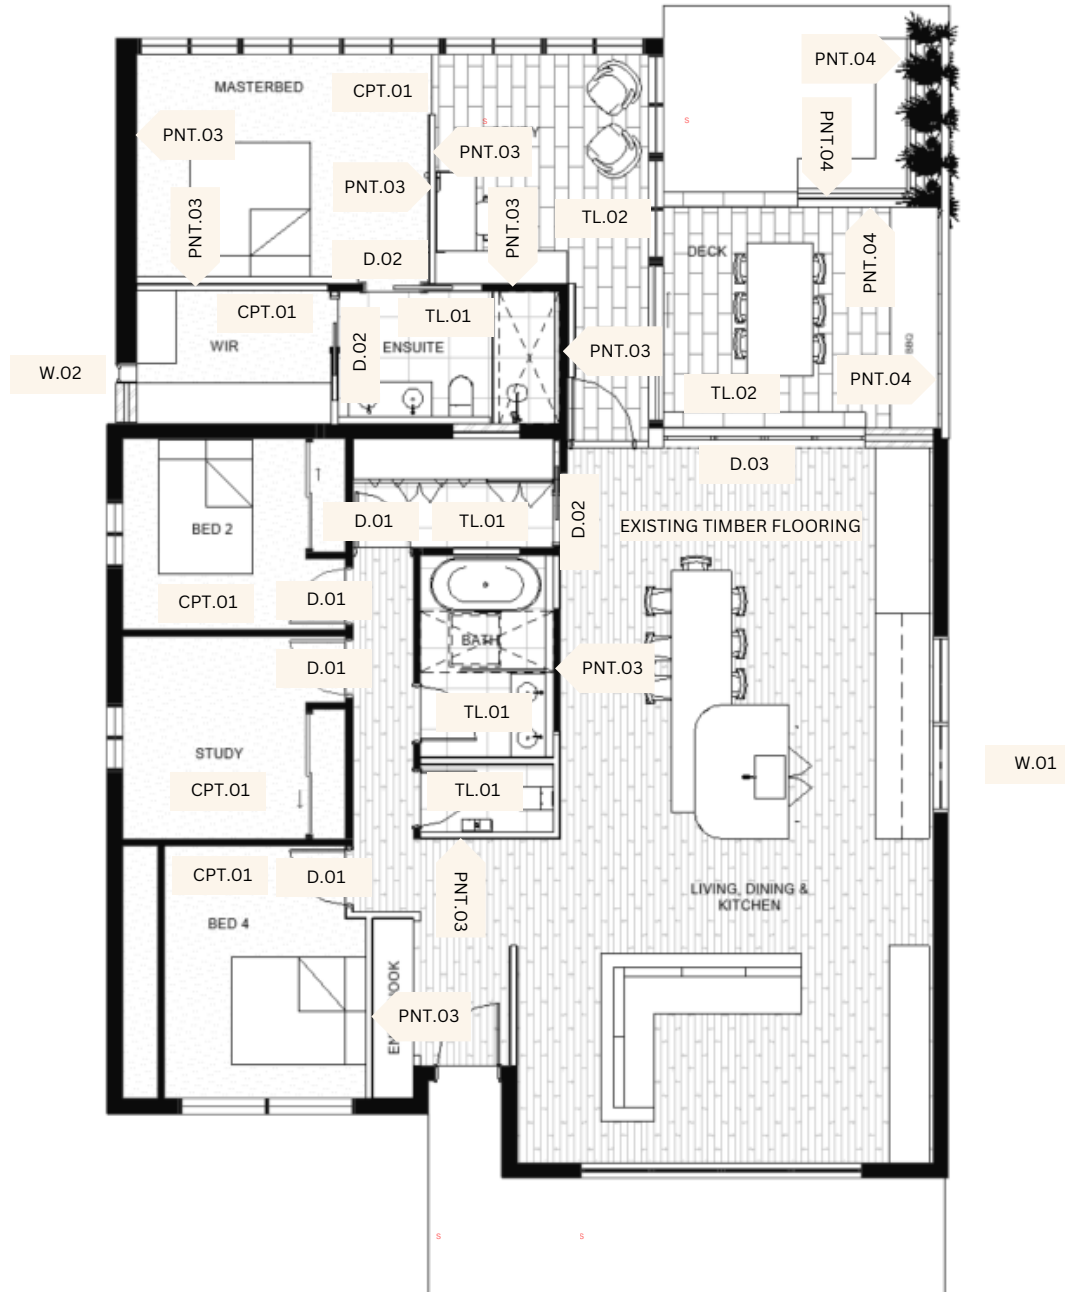 PNT.04
MASTERBED
CPT.01
PNT.03
S
S
Y
PNT.03
PNT.04
PNT.03
PNT.03
PNT.03
TL.02
DECK
PNT.04
D.02
CPT.01
TL.01
WIR
D.02
ENSUITE
PNT.03
BBQ
W.02
TL.02
PNT.04
D.03
BED 2
D.01
TL.01
D.02
EXISTING TIMBER FLOORING
CPT.01
D.01
BATH
D.01
PNT.03
TL.01
STUDY
CPT.01
TL.01
W.01
CPT.01
D.01
PNT.03
LIVING, DINING &
KITCHEN
BED 4
OOK
EN
PNT.03
S
S